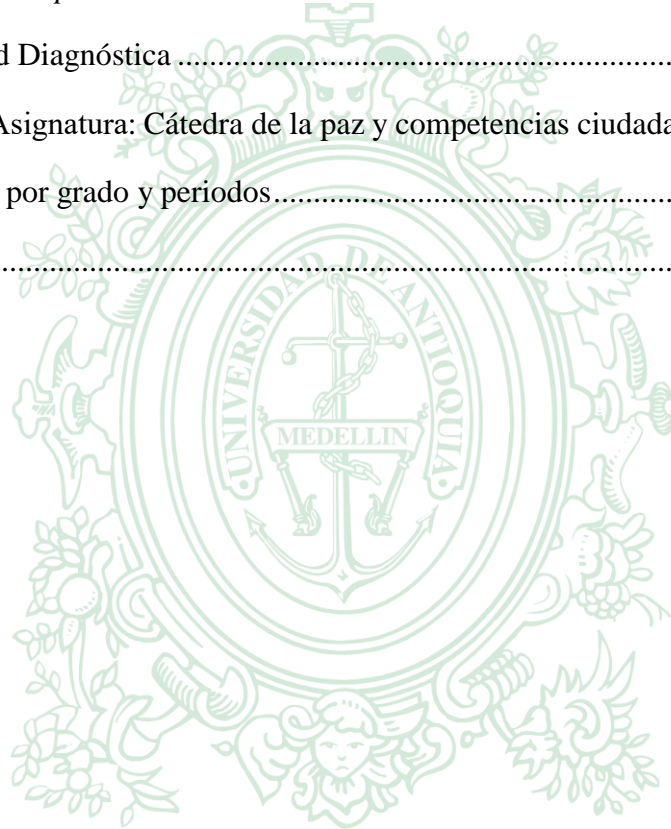 d Diagnóstica ........................................................................
Asignatura: Cátedra de la paz y competencias ciudada
por grado y periodos........................................................
........................................................................................
UNIVERSIDAD DE ANTIOQUIA
MEDELLIN